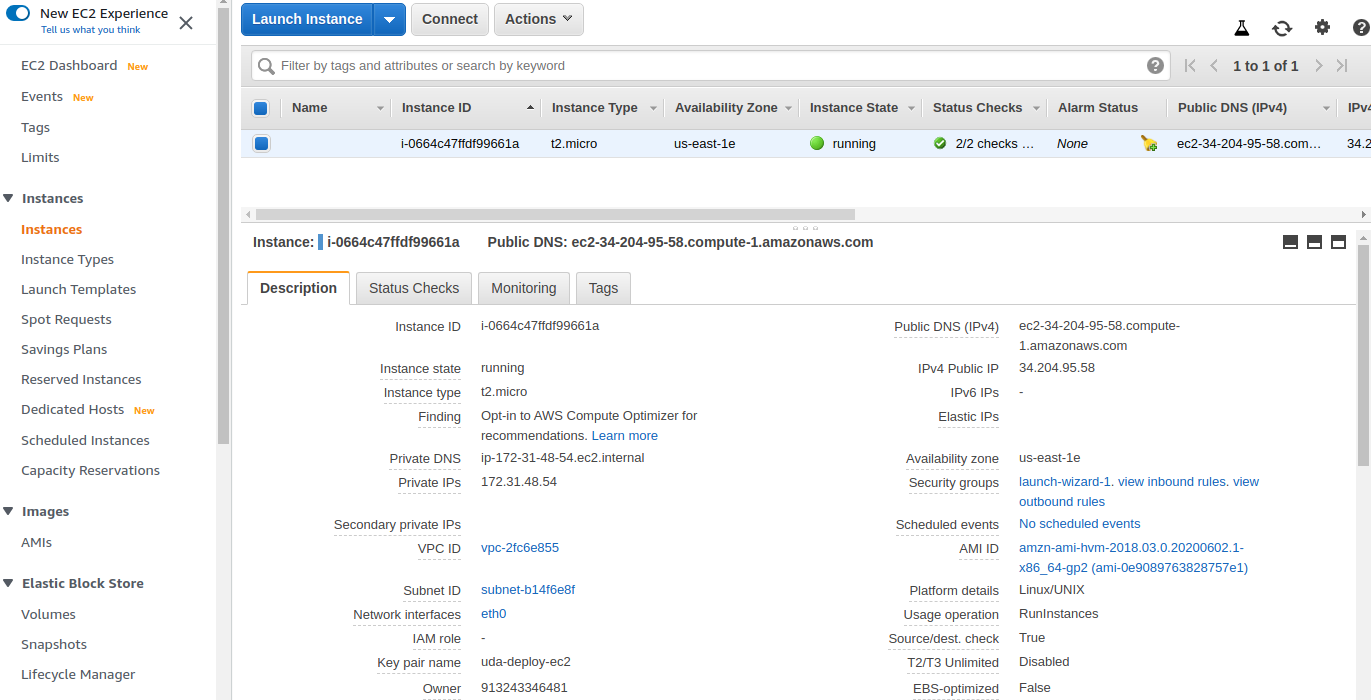 New EC2 Experience
Tell us what you think
EC2 Dashboard New
Events New
Tags
Limits
Instances
Instances
Instance Types
Launch Templates
Spot Requests
Savings Plans
Reserved Instances
Dedicated Hosts New
Scheduled Instances
Capacity Reservations
Images
AMIs
Elastic Block Store
Volumes
Snapshots
Lifecycle Manager
Launch Instance Connect Actions
Filter by tags and attributes or search by keyword
1 to 1 of 1
Name Instance ID Instance Type Availability Zone Instance State Status Checks Alarm Status Public DNS (IPv4) IPv4
i-0664c47ffdf99661a t2.micro us-east-1e running 2/2 checks … None ec2-34-204-95-58.com… 34.2
Instance: i-0664c47ffdf99661a Public DNS: ec2-34-204-95-58.compute-1.amazonaws.com
Description Status Checks Monitoring Tags
Instance ID i-0664c47ffdf99661a
Instance state running
Instance type t2.micro
Finding Opt-in to AWS Compute Optimizer for
recommendations. Learn more
Private DNS ip-172-31-48-54.ec2.internal
Private IPs 172.31.48.54
Secondary private IPs
VPC ID vpc-2fc6e855
Subnet ID subnet-b14f6e8f
Network interfaces eth0
IAM role -
Key pair name uda-deploy-ec2
Owner 913243346481
Public DNS (IPv4) ec2-34-204-95-58.compute-
1.amazonaws.com
IPv4 Public IP 34.204.95.58
IPv6 IPs -
Elastic IPs
Availability zone us-east-1e
Security groups launch-wizard-1. view inbound rules. view
outbound rules
Scheduled events No scheduled events
AMI ID amzn-ami-hvm-2018.03.0.20200602.1-
x86_64-gp2 (ami-0e9089763828757e1)
Platform details Linux/UNIX
Usage operation RunInstances
Source/dest. check True
T2/T3 Unlimited Disabled
EBS-optimized False